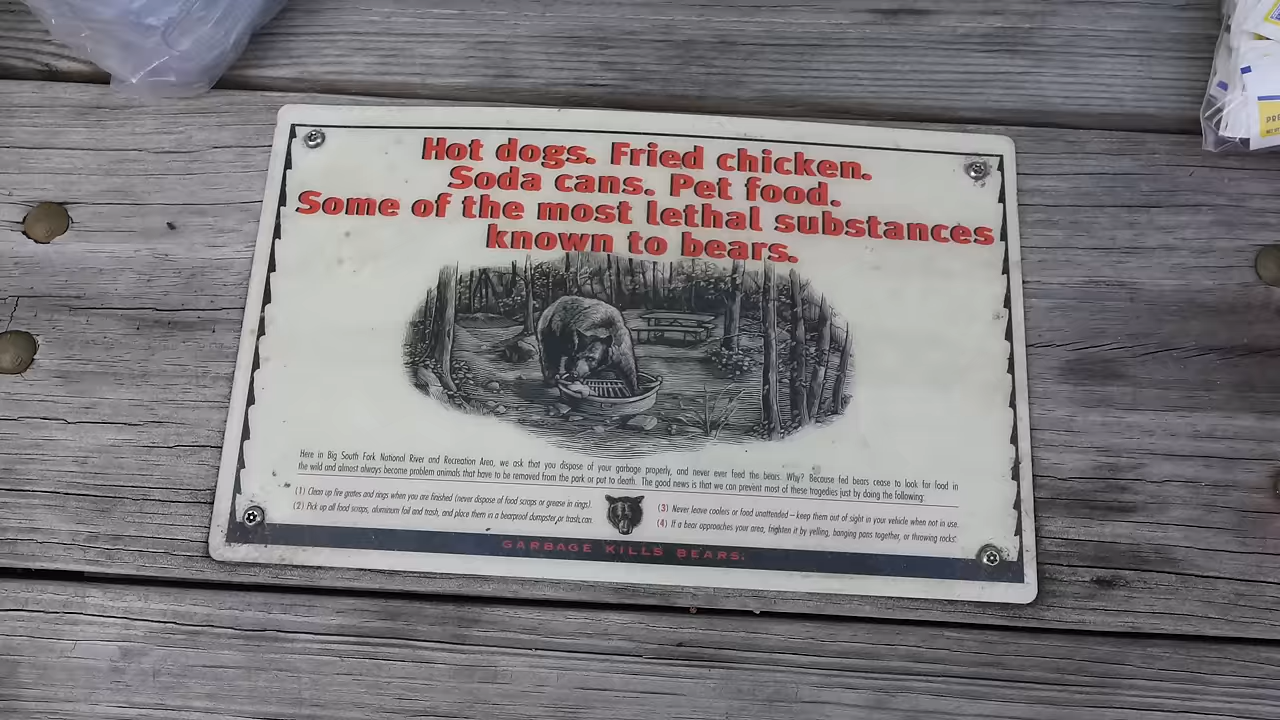 Hot dogs. Fried chicken.
Soda cans. Pet food.
Some of the most lethal substances
known to bears.
Here in Big South Fork National River and Recreation Area, we ask that you dispose of your garbage properly, and never ever feed the bears. Why? Because fed bears cease to look for food in
the wild and almost always become problem animals that have to be removed from the park or put to death. The good news is that we can prevent most of these tragedies just by doing the following:
(1) Clean up fire grates and rings when you are finished (never dispose of food scraps or grease in rings).
(2) Pick up all food scraps, aluminum foil and trash, and place them in a bearproof dumpster or trash can.
(3) Never leave coolers or food unattended – keep them out of sight in your vehicle when not in use.
(4) If a bear approaches your area, frighten it by yelling, banging pans together, or throwing rocks.
GARBAGE KILLS BEARS.